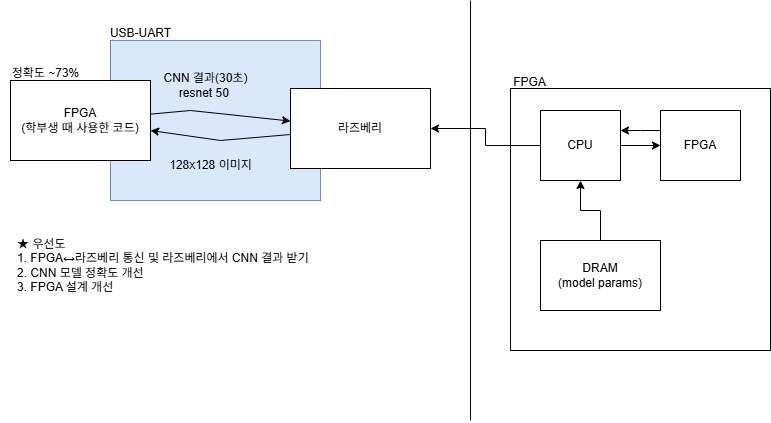 USB-UART
정확도 ~73%
CNN 결과(30초)
resnet 50
FPGA
(학부생 때 사용한 코드)
라즈베리
128x128 이미지
★ 우선도
1. FPGA↔라즈베리 통신 및 라즈베리에서 CNN 결과 받기
2. CNN 모델 정확도 개선
3. FPGA 설계 개선
FPGA
CPU
FPGA
DRAM
(model params)